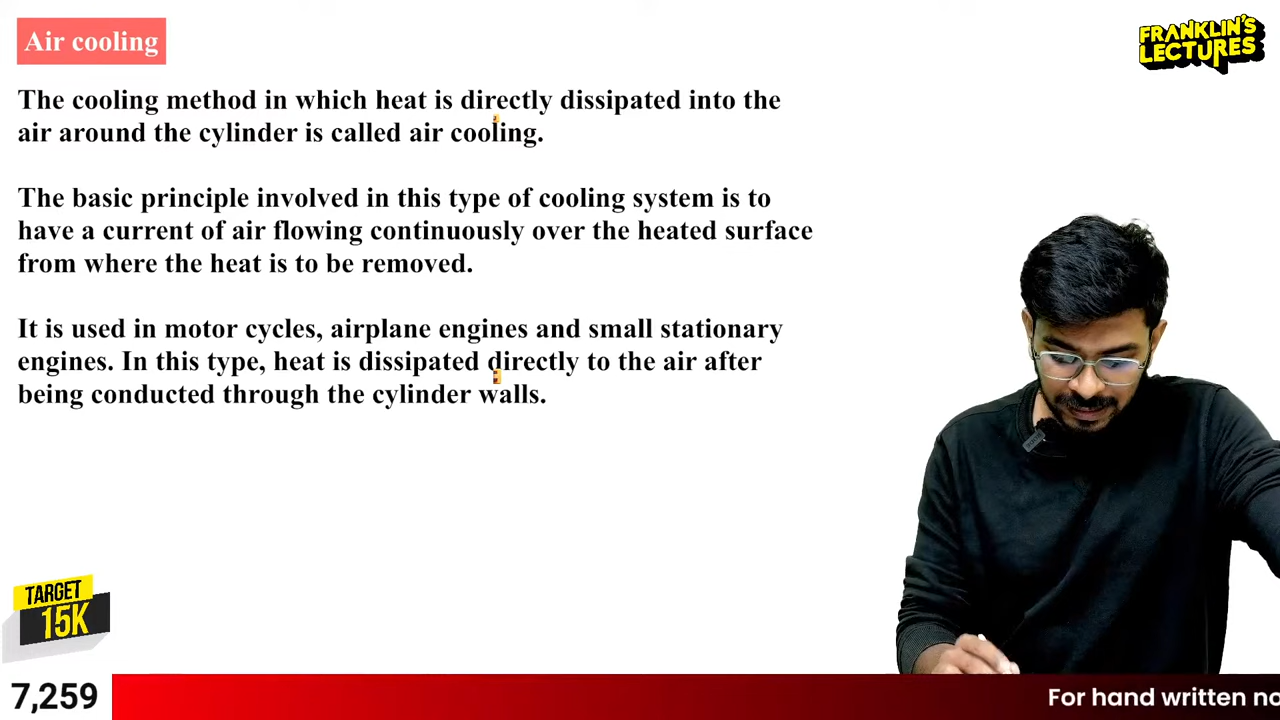 Air cooling
FRANKLIN'S
LECTURES
The cooling method in which heat is directly dissipated into the
air around the cylinder is called air cooling.
The basic principle involved in this type of cooling system is to
have a current of air flowing continuously over the heated surface
from where the heat is to be removed.
It is used in motor cycles, airplane engines and small stationary
engines. In this type, heat is dissipated directly to the air after
being conducted through the cylinder walls.
TARGET
15K
7,259
For hand written no